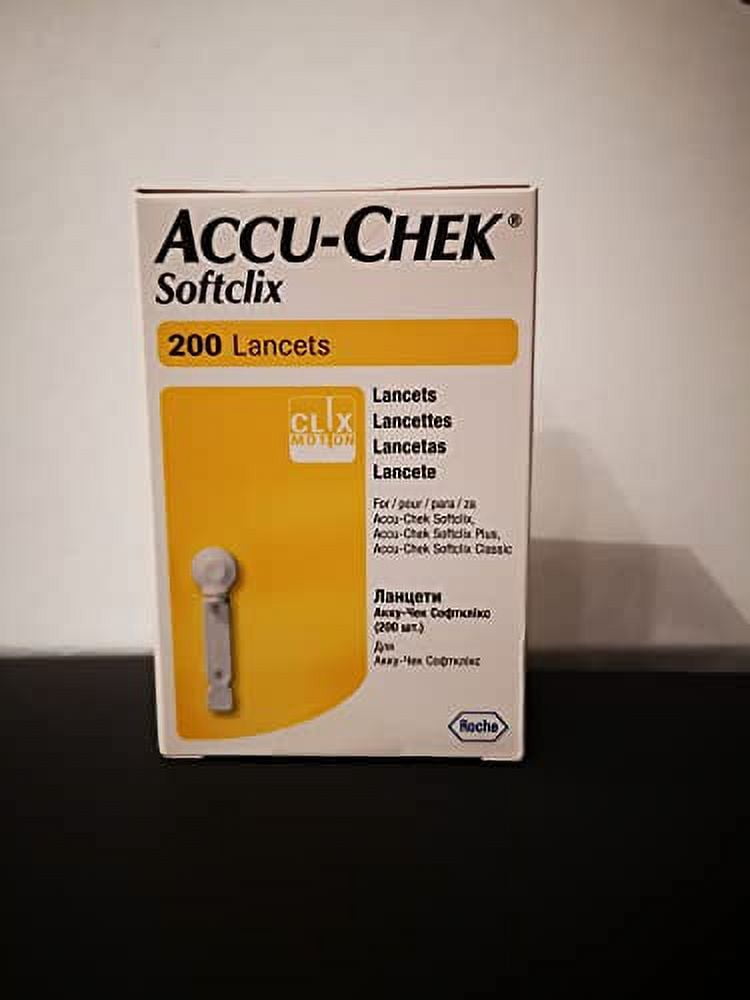 ACCU-CHEK®
Softclix
200 Lancets
CLIX
MOTION
Lancets
Lancettes
Lancetas
Lancete
For / pour / para / za
Accu-Chek Softclix,
Accu-Chek Softclix Plus,
Accu-Chek Softclix Classic
Ланцети
Акку-Чек Софтклікс
(200 шт.)
Для
Акку-Чек Софтклікс
Roche